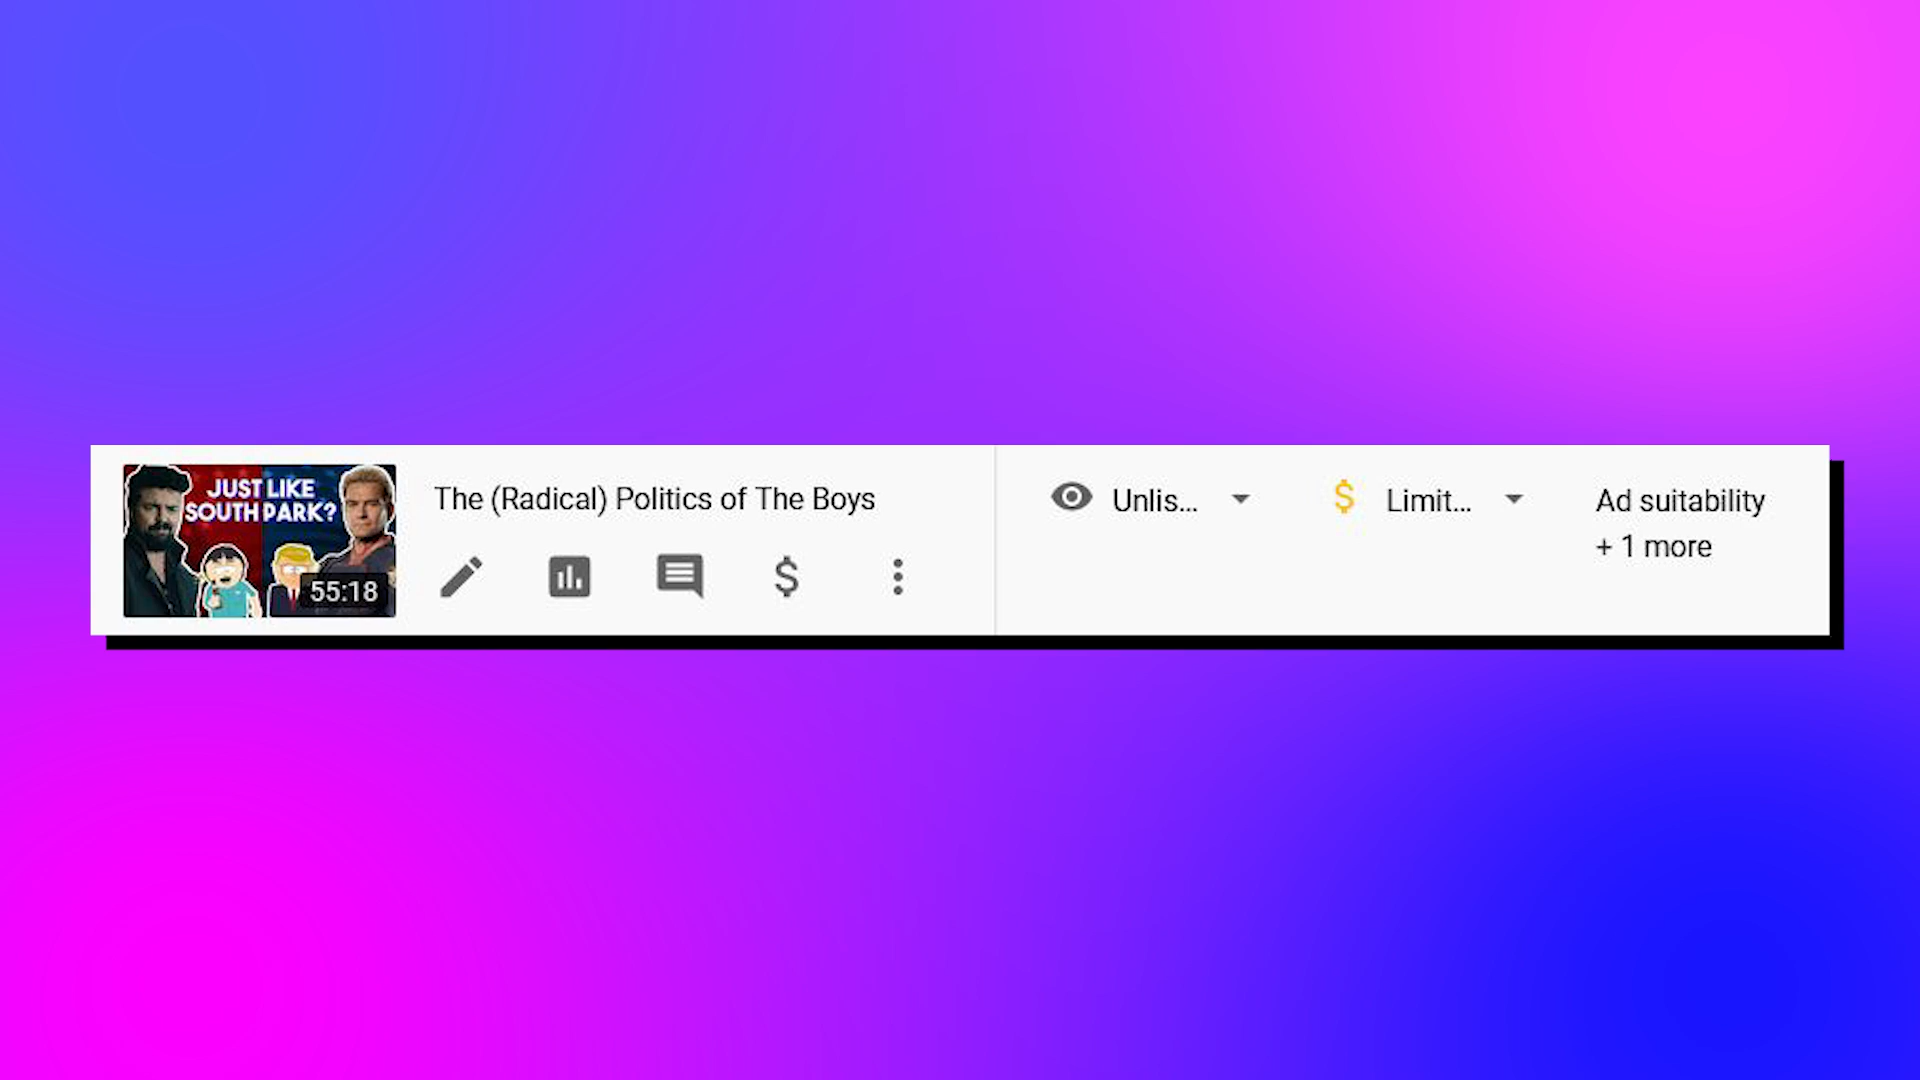 JUST LIKE
SOUTH PARK?
55:18
The (Radical) Politics of The Boys
Unlis...
$ Limit...
Ad suitability
+ 1 more
$